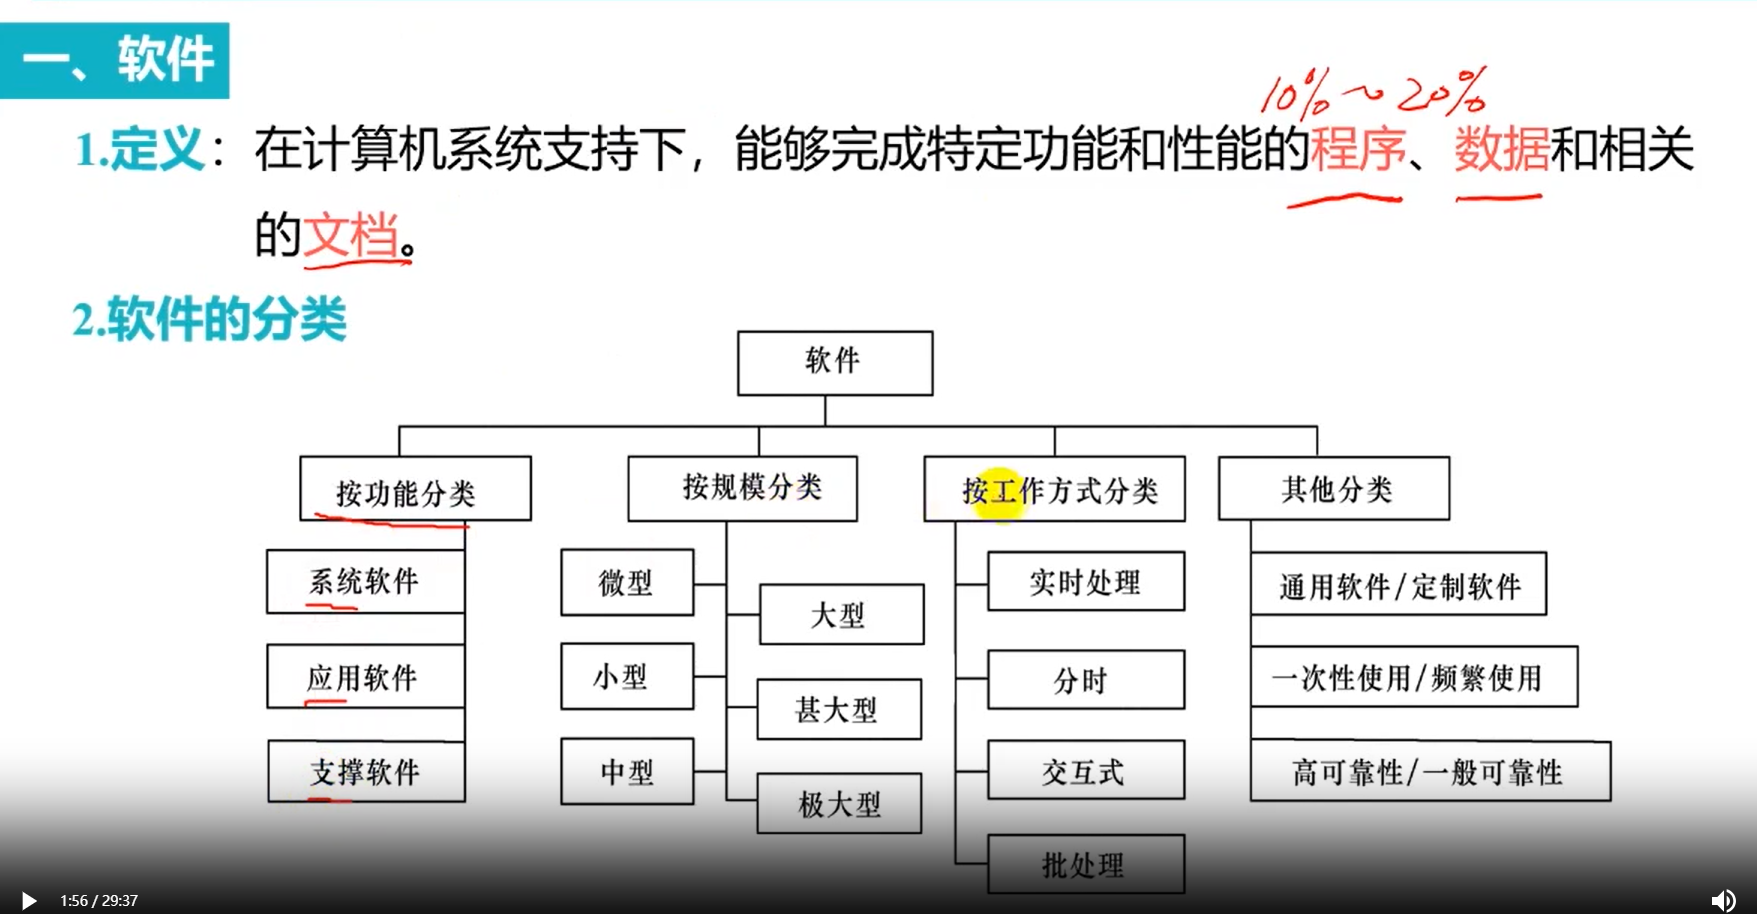 一、软件
10%~20%
1.定义：在计算机系统支持下，能够完成特定功能和性能的程序、数据和相关
的文档。
2.软件的分类
软件
按功能分类
按规模分类
按工作方式分类
其他分类
系统软件
应用软件
支撑软件
微型
小型
中型
大型
甚大型
极大型
实时处理
分时
交互式
批处理
通用软件/定制软件
一次性使用/频繁使用
高可靠性/一般可靠性
1:56 / 29:37